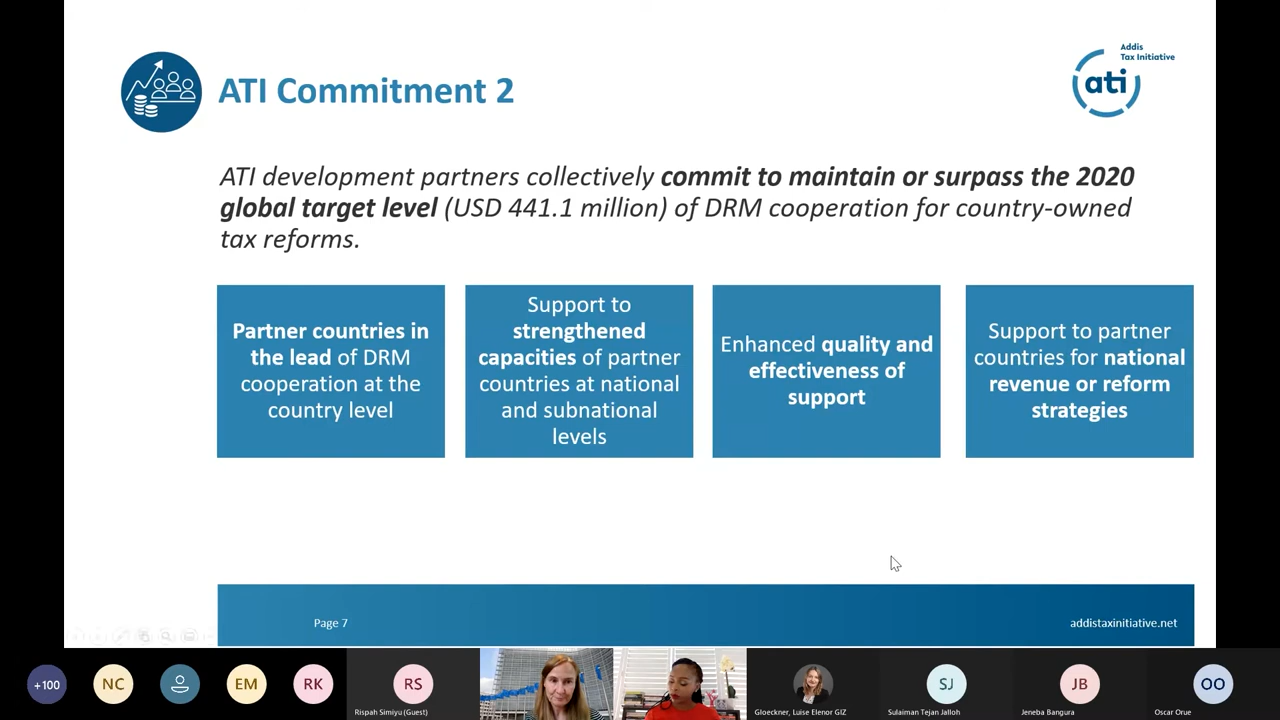 Addis
Tax Initiative
ati
ATI Commitment 2
ATI development partners collectively commit to maintain or surpass the 2020
global target level (USD 441.1 million) of DRM cooperation for country-owned
tax reforms.
Partner countries in
the lead of DRM
cooperation at the
country level
Support to
strengthened
capacities of partner
countries at national
and subnational
levels
Enhanced quality and
effectiveness of
support
Support to partner
countries for national
revenue or reform
strategies
Page 7
addistaxinitiative.net
+100
NC
EM
RK
RS
Rispah Simiyu (Guest)
Gloeckner, Luise Elenor GIZ
SJ
Sulaiman Tejan Jalloh
JB
Jeneba Bangura
OO
Oscar Orue